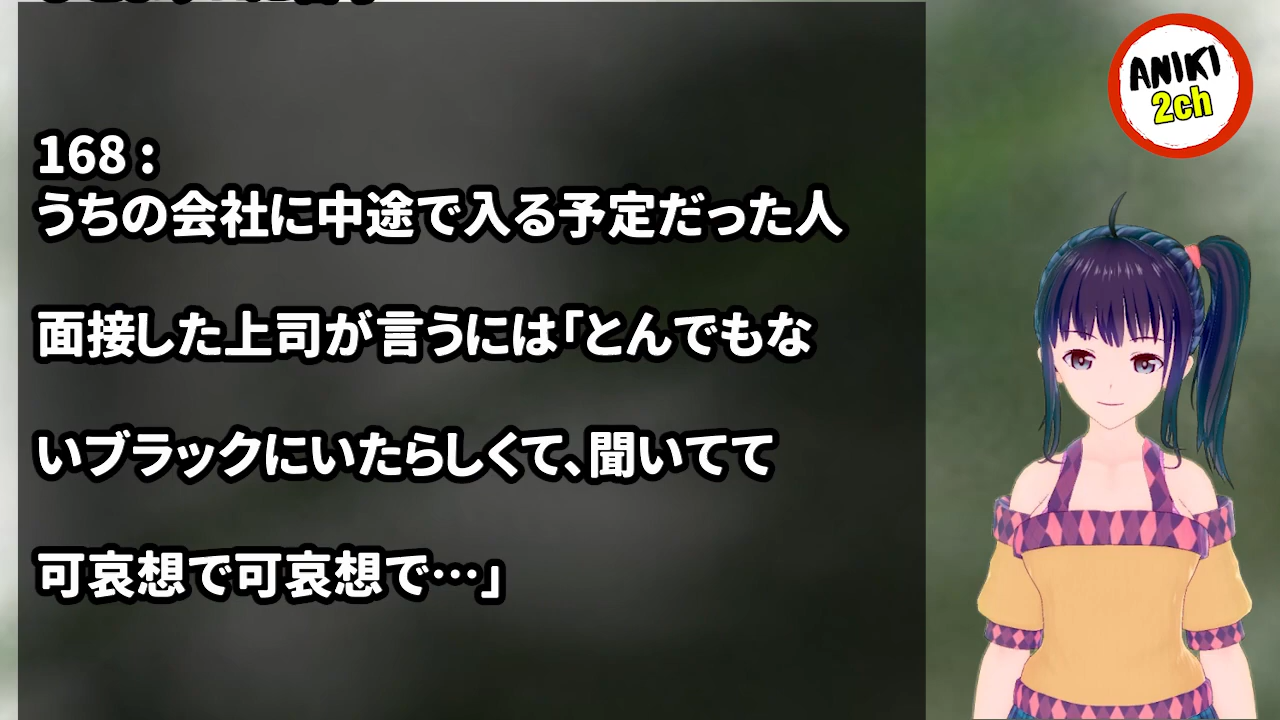 168 :
うちの会社に中途で入る予定だった人
面接した上司が言うには「とんでもな
いブラックにいたらしくて、聞いてて
可哀想で可哀想で…」
ANIKI
2ch